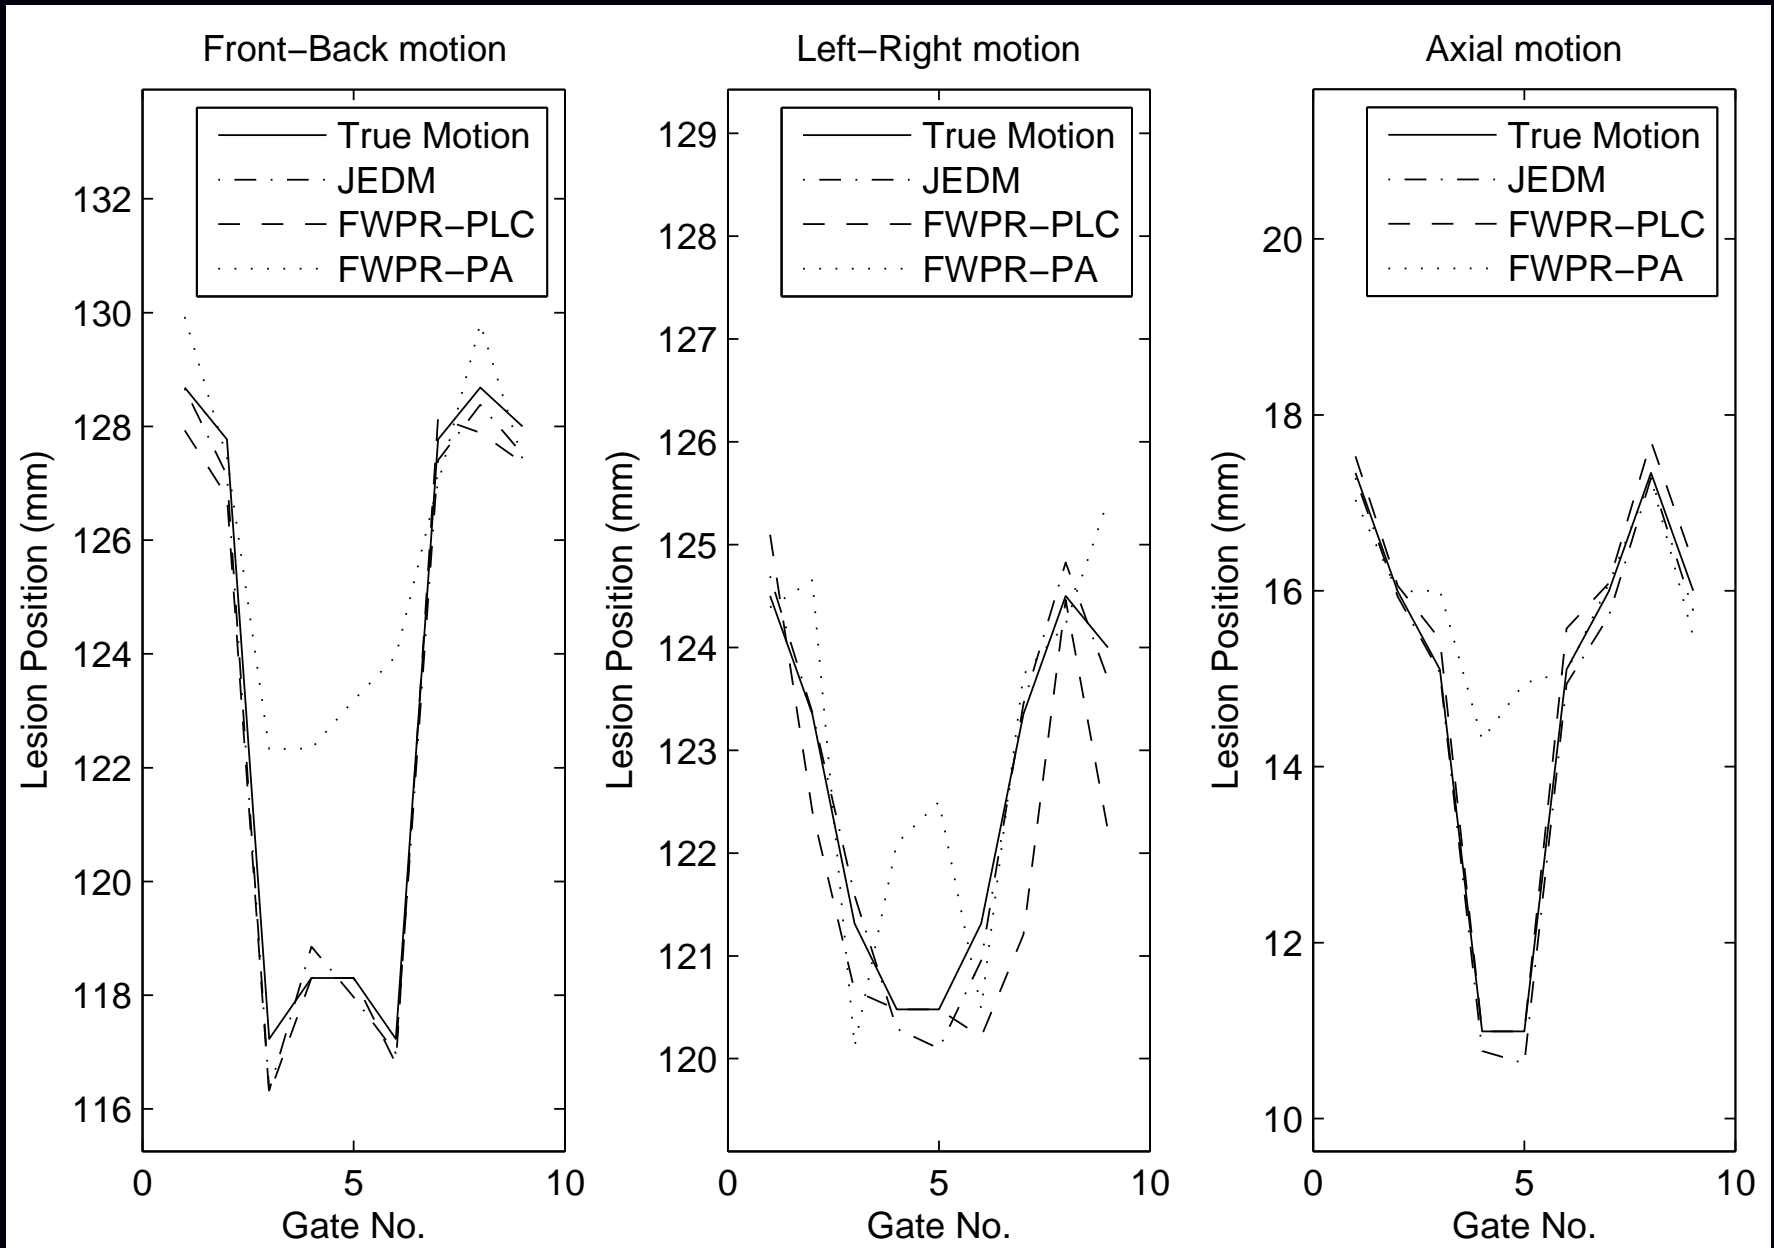 Front−Back motion
True Motion
JEDM
FWPR−PLC
FWPR−PA
132
130
128
126
124
122
120
118
116
0
5
10
Lesion Position (mm)
Gate No.
Left−Right motion
True Motion
JEDM
FWPR−PLC
FWPR−PA
129
128
127
126
125
124
123
122
121
120
0
5
10
Lesion Position (mm)
Gate No.
Axial motion
True Motion
JEDM
FWPR−PLC
FWPR−PA
20
18
16
14
12
10
0
5
10
Lesion Position (mm)
Gate No.